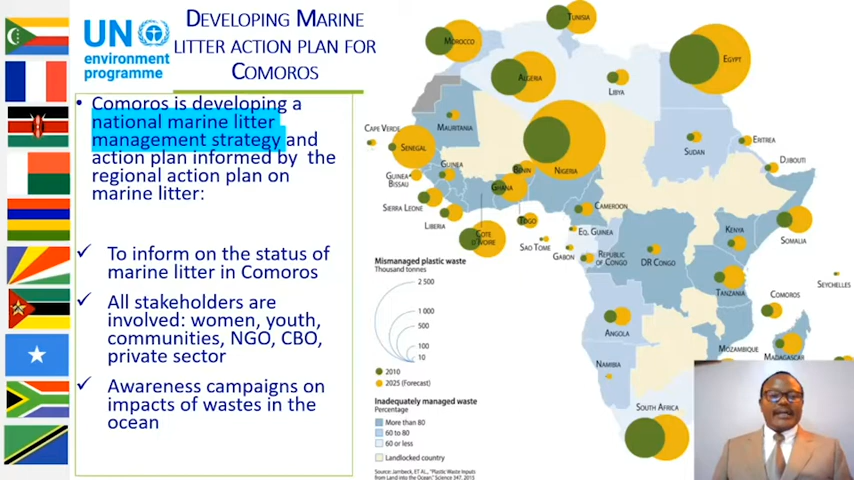 UN
environment
programme
DEVELOPING MARINE
LITTER ACTION PLAN FOR
COMOROS
• Comoros is developing a
national marine litter
management strategy and
action plan informed by the
regional action plan on
marine litter:
✓ To inform on the status of
marine litter in Comoros
✓ All stakeholders are
involved: women, youth,
communities, NGO, CBO,
private sector
✓ Awareness campaigns on
impacts of wastes in the
ocean
TUNISIA
MOROCCO
ALGERIA
LIBYA
EGYPT
CAPE VERDE
MAURITANIA
SENEGAL
GUINEA
BISSAU
GUINEA
SIERRA LEONE
LIBERIA
COTE
D'IVOIRE
GHANA
BENIN
TOGO
NIGERIA
SUDAN
ERITREA
DJIBOUTI
CAMEROON
EQ. GUINEA
SAO TOME
GABON
REPUBLIC
OF CONGO
DR CONGO
KENYA
SOMALIA
TANZANIA
SEYCHELLES
COMOROS
ANGOLA
MOZAMBIQUE
MADAGASCAR
NAMIBIA
SOUTH AFRICA
Mismanaged plastic waste
Thousand tonnes
2 500
1 000
500
100
10
2010
2025 (Forecast)
Inadequately managed waste
Percentage
More than 80
60 to 80
60 or less
Landlocked country
Source: Jambeck, ET-AL., "Plastic Waste Inputs
from Land into the Ocean." Science 347, 2015